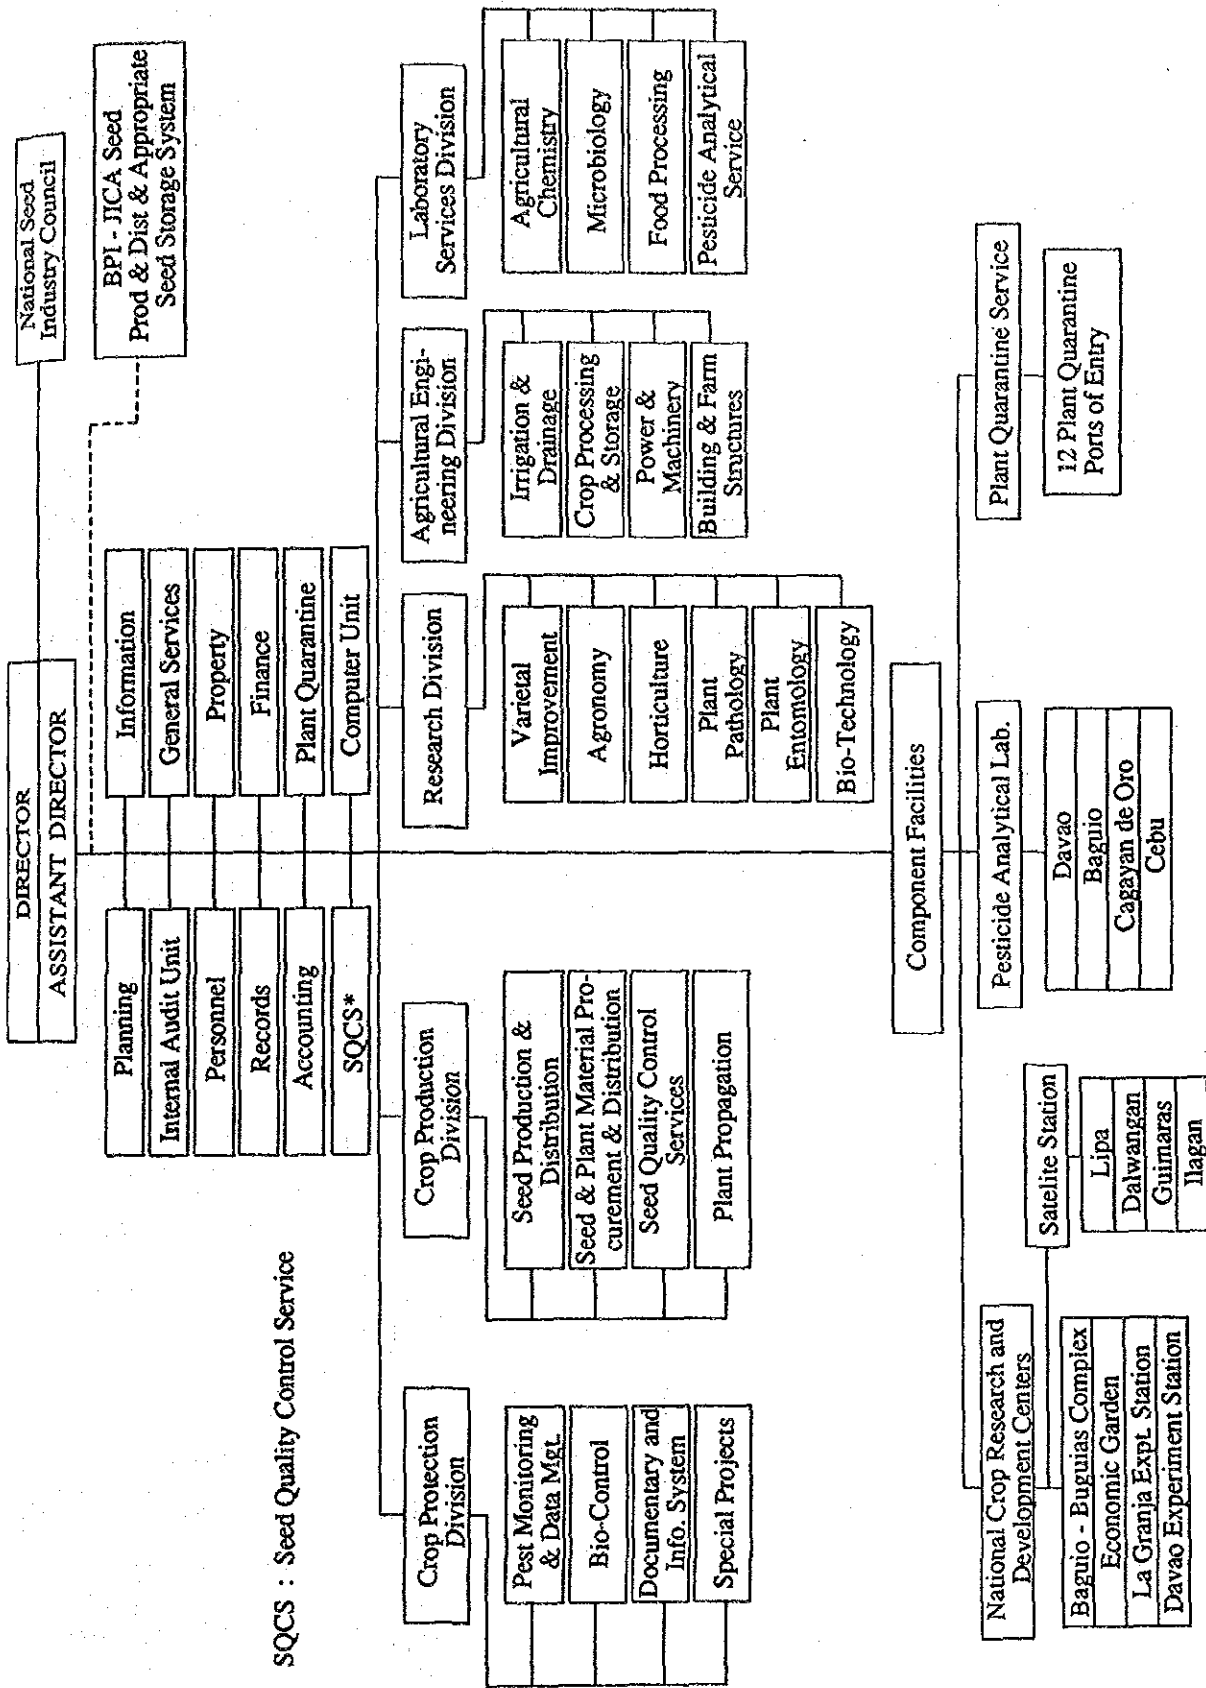 DIRECTOR
ASSISTANT DIRECTOR
National Seed
Industry Council
BPI - JICA Seed
Prod & Dist & Appropriate
Seed Storage System
Planning
Information
Internal Audit Unit
General Services
Personnel
Property
Records
Finance
Accounting
Plant Quarantine
SQCS*
Computer Unit
SQCS : Seed Quality Control Service
Crop Protection
Division
Pest Monitoring
& Data Mgt.
Bio-Control
Documentary and
Info. System
Special Projects
Crop Production
Division
Seed Production &
Distribution
Seed & Plant Material Pro-
curement & Distribution
Seed Quality Control
Services
Plant Propagation
Research Division
Varietal
Improvement
Agronomy
Horticulture
Plant
Pathology
Plant
Entomology
Bio-Technology
Agricultural Engi-
neering Division
Irrigation &
Drainage
Crop Processing
& Storage
Power &
Machinery
Building & Farm
Structures
Laboratory
Services Division
Agricultural
Chemistry
Microbiology
Food Processing
Pesticide Analytical
Service
Component Facilities
National Crop Research and
Development Centers
Baguio - Buguias Complex
Economic Garden
La Granja Expt. Station
Davao Experiment Station
Satelite Station
Lipa
Dalwangan
Guimaras
Ilagan
Pesticide Analytical Lab.
Davao
Baguio
Cagayan de Oro
Cebu
Plant Quarantine Service
12 Plant Quarantine
Ports of Entry